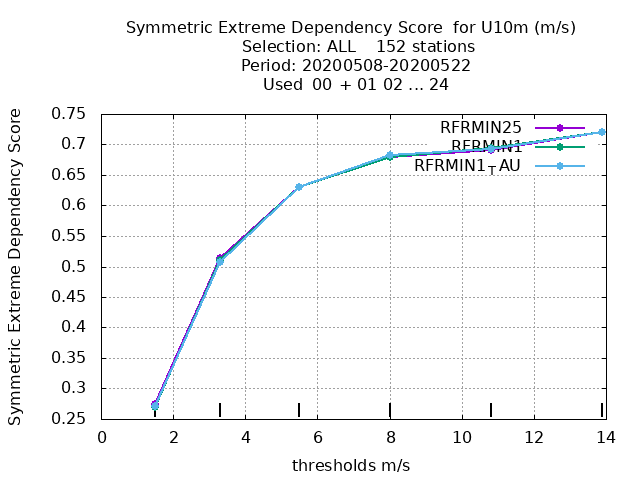 Symmetric Extreme Dependency Score for U10m (m/s)
Selection: ALL 152 stations
Period: 20200508-20200522
Used 00 + 01 02 ... 24
Symmetric Extreme Dependency Score
0.75
0.7
0.65
0.6
0.55
0.5
0.45
0.4
0.35
0.3
0.25
RFRMIN25
RFRMIN1
RFRMIN1TAU
0 2 4 6 8 10 12 14
thresholds m/s